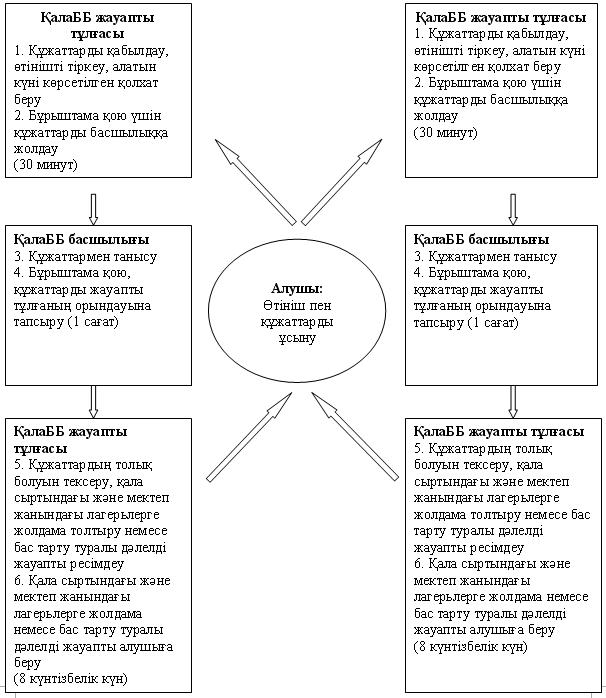 ҚалаББ жауапты
тұлғасы
1. Құжаттарды қабылдау,
өтінішті тіркеу, алатын
күні көрсетілген қолхат
беру
2. Бұрыштама қою үшін
құжаттарды басшылыққа
жолдау
(30 минут)
ҚалаББ басшылығы
3. Құжаттармен танысу
4. Бұрыштама қою,
құжаттарды жауапты
тұлғаның орындауына
тапсыру (1 сағат)
ҚалаББ жауапты
тұлғасы
5. Құжаттардың толық
болуын тексеру, қала
сыртындағы және мектеп
жанындағы лагерьлерге
жолдама толтыру немесе
бас тарту туралы дәлелді
жауапты ресімдеу
6. Қала сыртындағы және
мектеп жанындағы
лагерьлерге жолдама
немесе бас тарту туралы
дәлелді жауапты алушыға
беру
(8 күнтізбелік күн)
Алушы:
Өтініш пен
құжаттарды
ұсыну
ҚалаББ жауапты тұлғасы
1. Құжаттарды қабылдау,
өтінішті тіркеу, алатын күні
көрсетілген қолхат беру
2. Бұрыштама қою үшін
құжаттарды басшылыққа
жолдау
(30 минут)
ҚалаББ басшылығы
3. Құжаттармен танысу
4. Бұрыштама қою,
құжаттарды жауапты
тұлғаның орындауына
тапсыру (1 сағат)
ҚалаББ жауапты тұлғасы
5. Құжаттардың толық
болуын тексеру, қала
сыртындағы және мектеп
жанындағы лагерьлерге
жолдама толтыру немесе бас
тарту туралы дәлелді
жауапты ресімдеу
6. Қала сыртындағы және
мектеп жанындағы
лагерьлерге жолдама немесе
бас тарту туралы дәлелді
жауапты алушыға беру
(8 күнтізбелік күн)